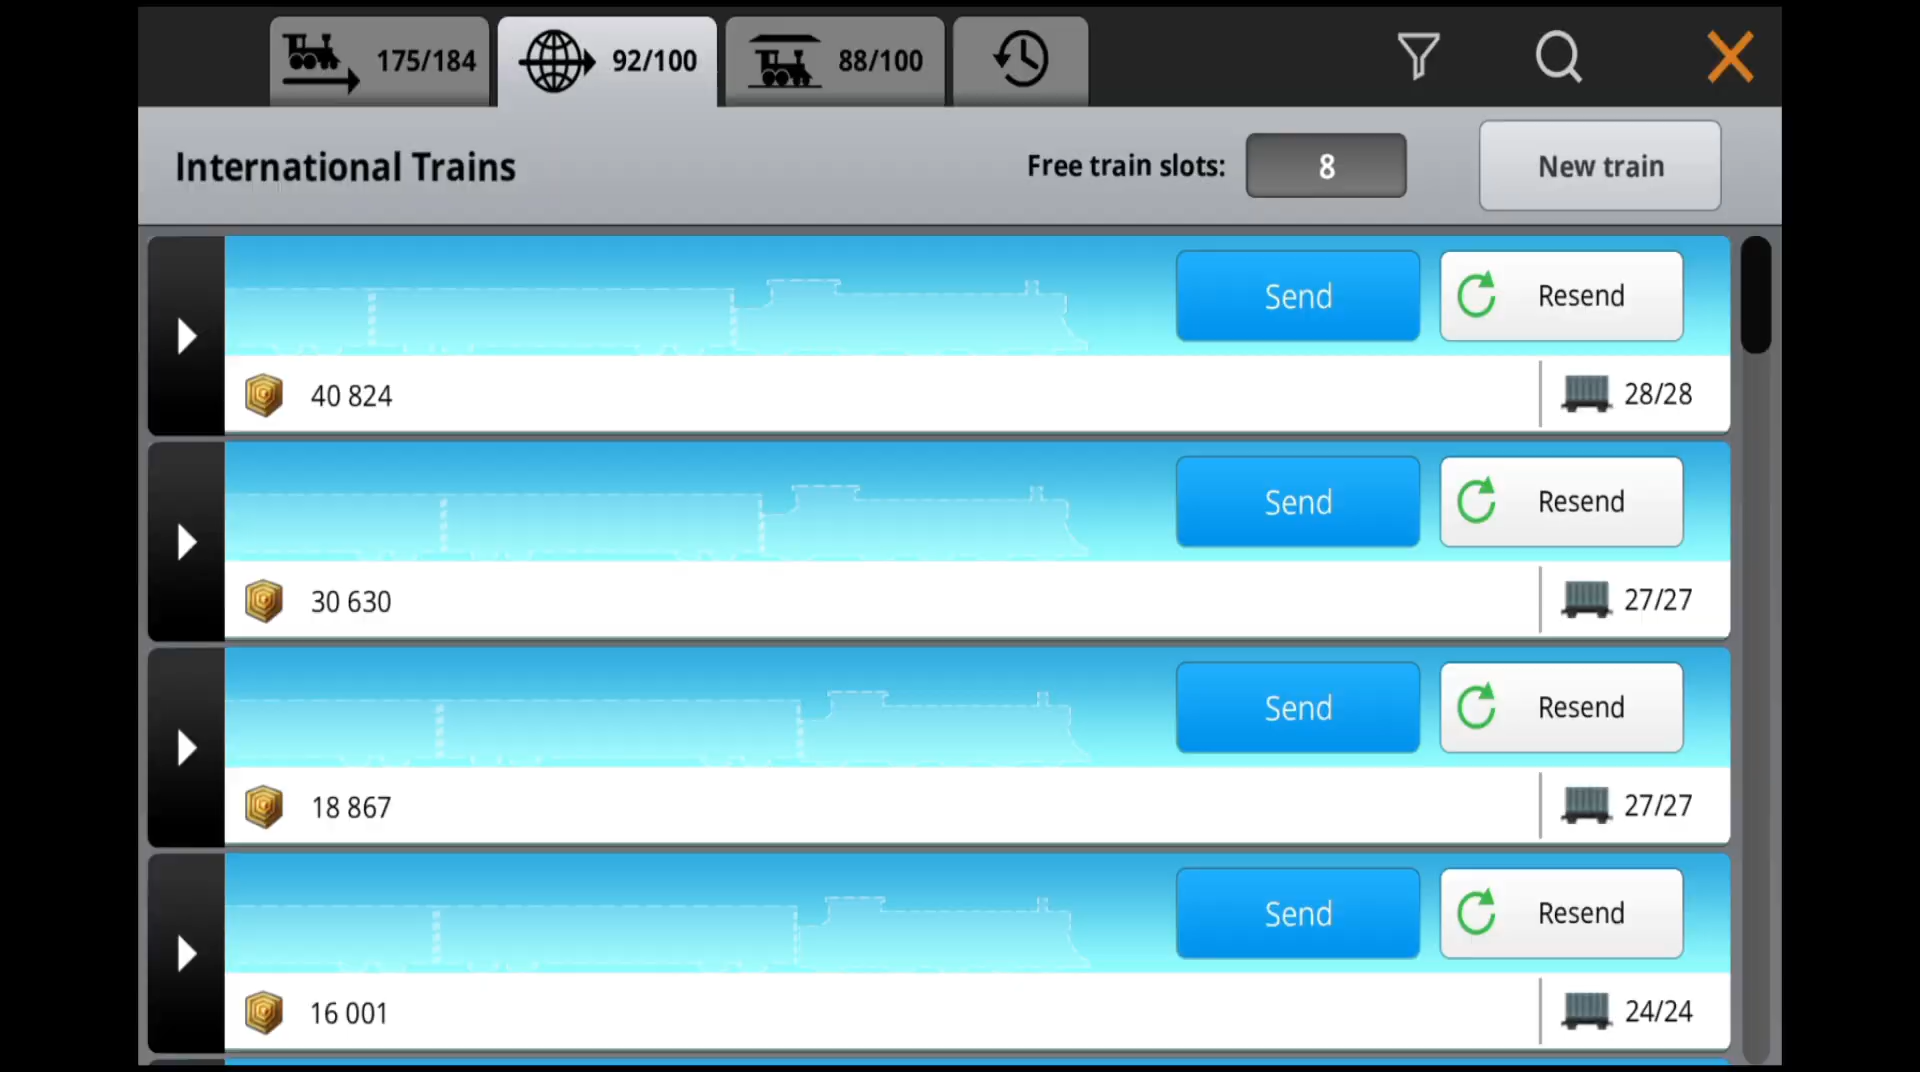 175/184
92/100
88/100
International Trains
Free train slots:
8
New train
Send
Resend
40 824
28/28
Send
Resend
30 630
27/27
Send
Resend
18 867
27/27
Send
Resend
16 001
24/24